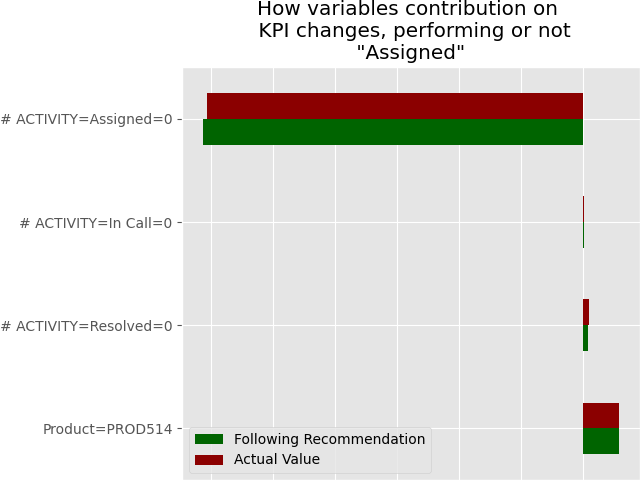 How variables contribution on
KPI changes, performing or not
"Assigned"
# ACTIVITY=Assigned=0
# ACTIVITY=In Call=0
# ACTIVITY=Resolved=0
Product=PROD514
Following Recommendation
Actual Value